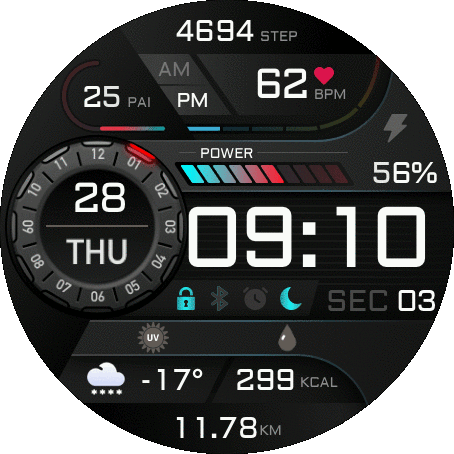 4694 STEP
AM
PM
25 PAI
62 BPM
POWER
56%
12
01
02
03
04
05
06
07
08
60
10
11
28
THU
09:10
SEC 03
UV
-17°
299 KCAL
11.78 KM